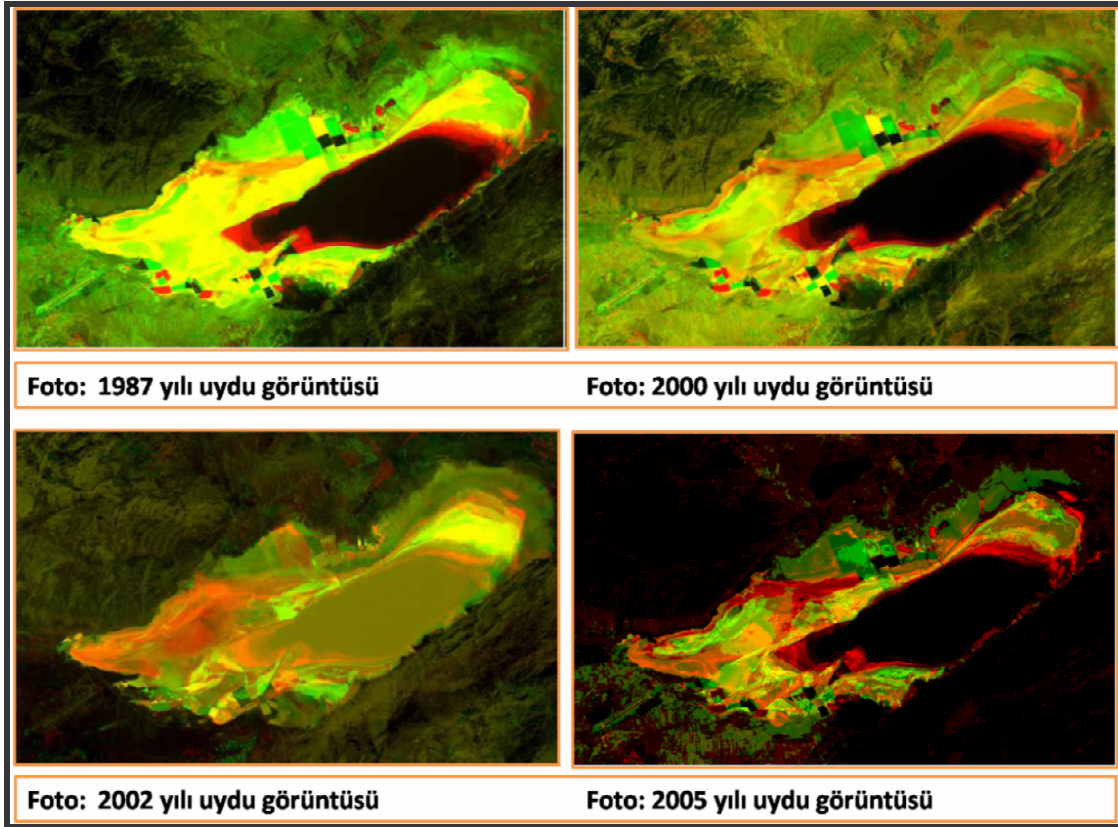 Foto: 1987 yılı uydu görüntüsü
Foto: 2000 yılı uydu görüntüsü
Foto: 2002 yılı uydu görüntüsü
Foto: 2005 yılı uydu görüntüsü